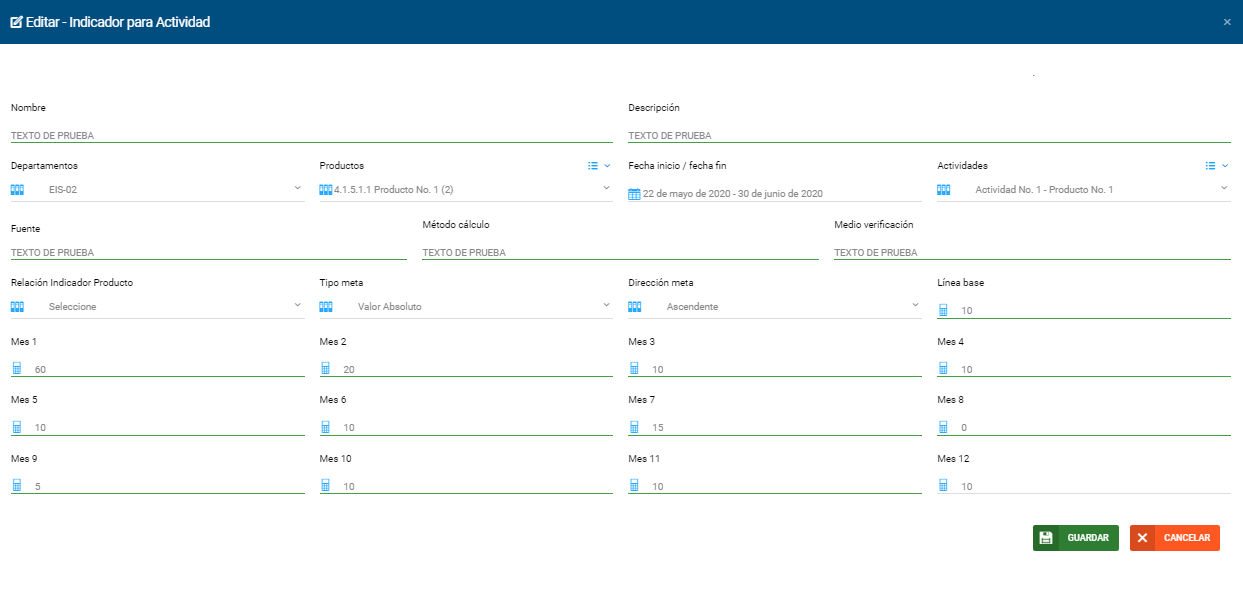 Editar - Indicador para Actividad
×
Nombre Descripción
TEXTO DE PRUEBA TEXTO DE PRUEBA
Departamentos Productos Fecha inicio / fecha fin Actividades
EIS-02 4.1.5.1.1 Producto No. 1 (2) 22 de mayo de 2020 - 30 de junio de 2020 Actividad No. 1 - Producto No. 1
Fuente Método cálculo Medio verificación
TEXTO DE PRUEBA TEXTO DE PRUEBA TEXTO DE PRUEBA
Relación Indicador Producto Tipo meta Dirección meta Línea base
Seleccione Valor Absoluto Ascendente 10
Mes 1 Mes 2 Mes 3 Mes 4
60 20 10 10
Mes 5 Mes 6 Mes 7 Mes 8
10 10 15 0
Mes 9 Mes 10 Mes 11 Mes 12
5 10 10 10
GUARDAR CANCELAR